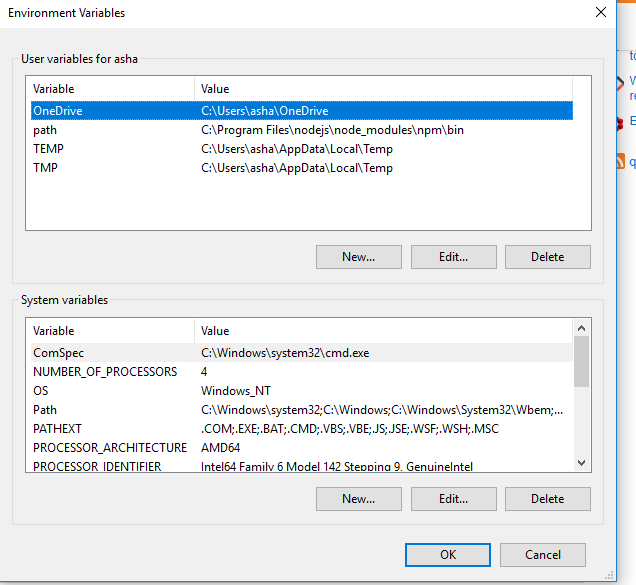 Environment Variables
User variables for asha
Variable Value
OneDrive C:\Users\asha\OneDrive
path C:\Program Files\nodejs\node_modules\npm\bin
TEMP C:\Users\asha\AppData\Local\Temp
TMP C:\Users\asha\AppData\Local\Temp
New... Edit... Delete
System variables
Variable Value
ComSpec C:\Windows\system32\cmd.exe
NUMBER_OF_PROCESSORS 4
OS Windows_NT
Path C:\Windows\system32;C:\Windows;C:\Windows\System32\Wbem;...
PATHEXT .COM;.EXE;.BAT;.CMD;.VBS;.VBE;.JS;.JSE;.WSF;.WSH;.MSC
PROCESSOR_ARCHITECTURE AMD64
PROCESSOR_IDENTIFIER Intel64 Family 6 Model 142 Stepping 9, GenuineIntel
New... Edit... Delete
OK Cancel